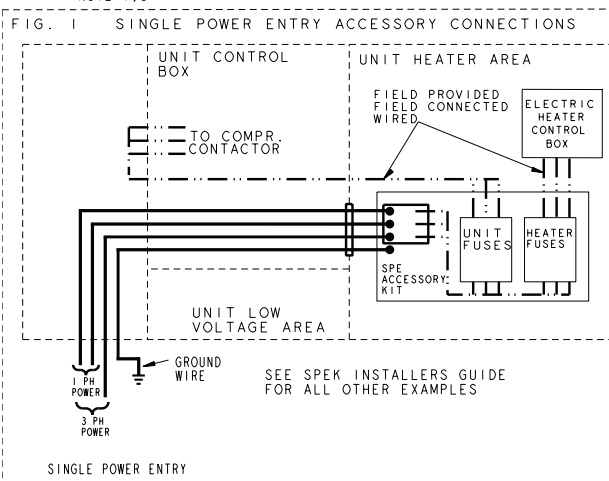 FIG. 1 SINGLE POWER ENTRY ACCESSORY CONNECTIONS
UNIT CONTROL
BOX
UNIT HEATER AREA
FIELD PROVIDED
FIELD CONNECTED
WIRED
ELECTRIC
HEATER
CONTROL
BOX
TO COMPR.
CONTACTOR
UNIT
FUSES
HEATER
FUSES
SPE
ACCESSORY
KIT
UNIT LOW
VOLTAGE AREA
GROUND
WIRE
1 PH
POWER
3 PH
POWER
SEE SPEK INSTALLERS GUIDE
FOR ALL OTHER EXAMPLES
SINGLE POWER ENTRY